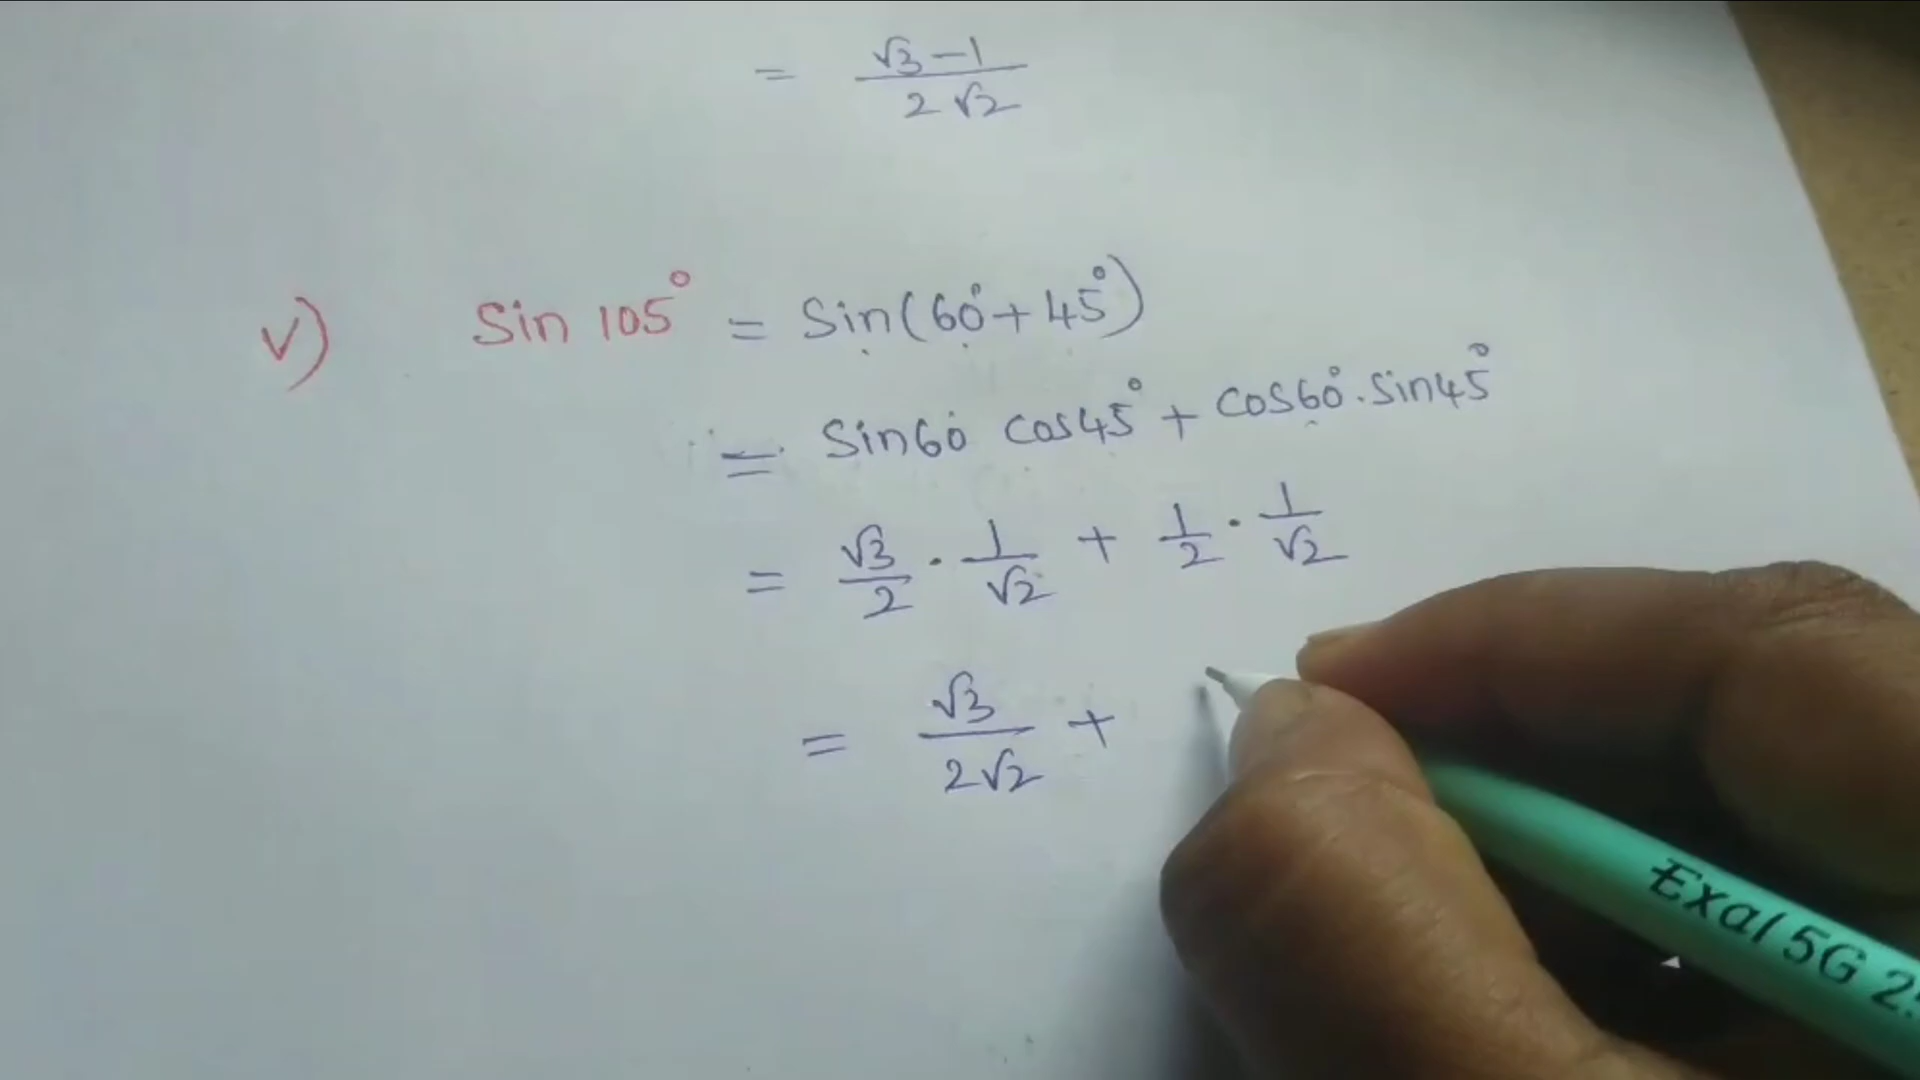 = √3 – 1 / 2√2
v) Sin 105° = Sin(60° + 45°)
= Sin60° Cos45° + Cos60° . Sin45°
= √3/2 . 1/√2 + 1/2 . 1/√2
= √3/2√2 +
Exal 5G 2